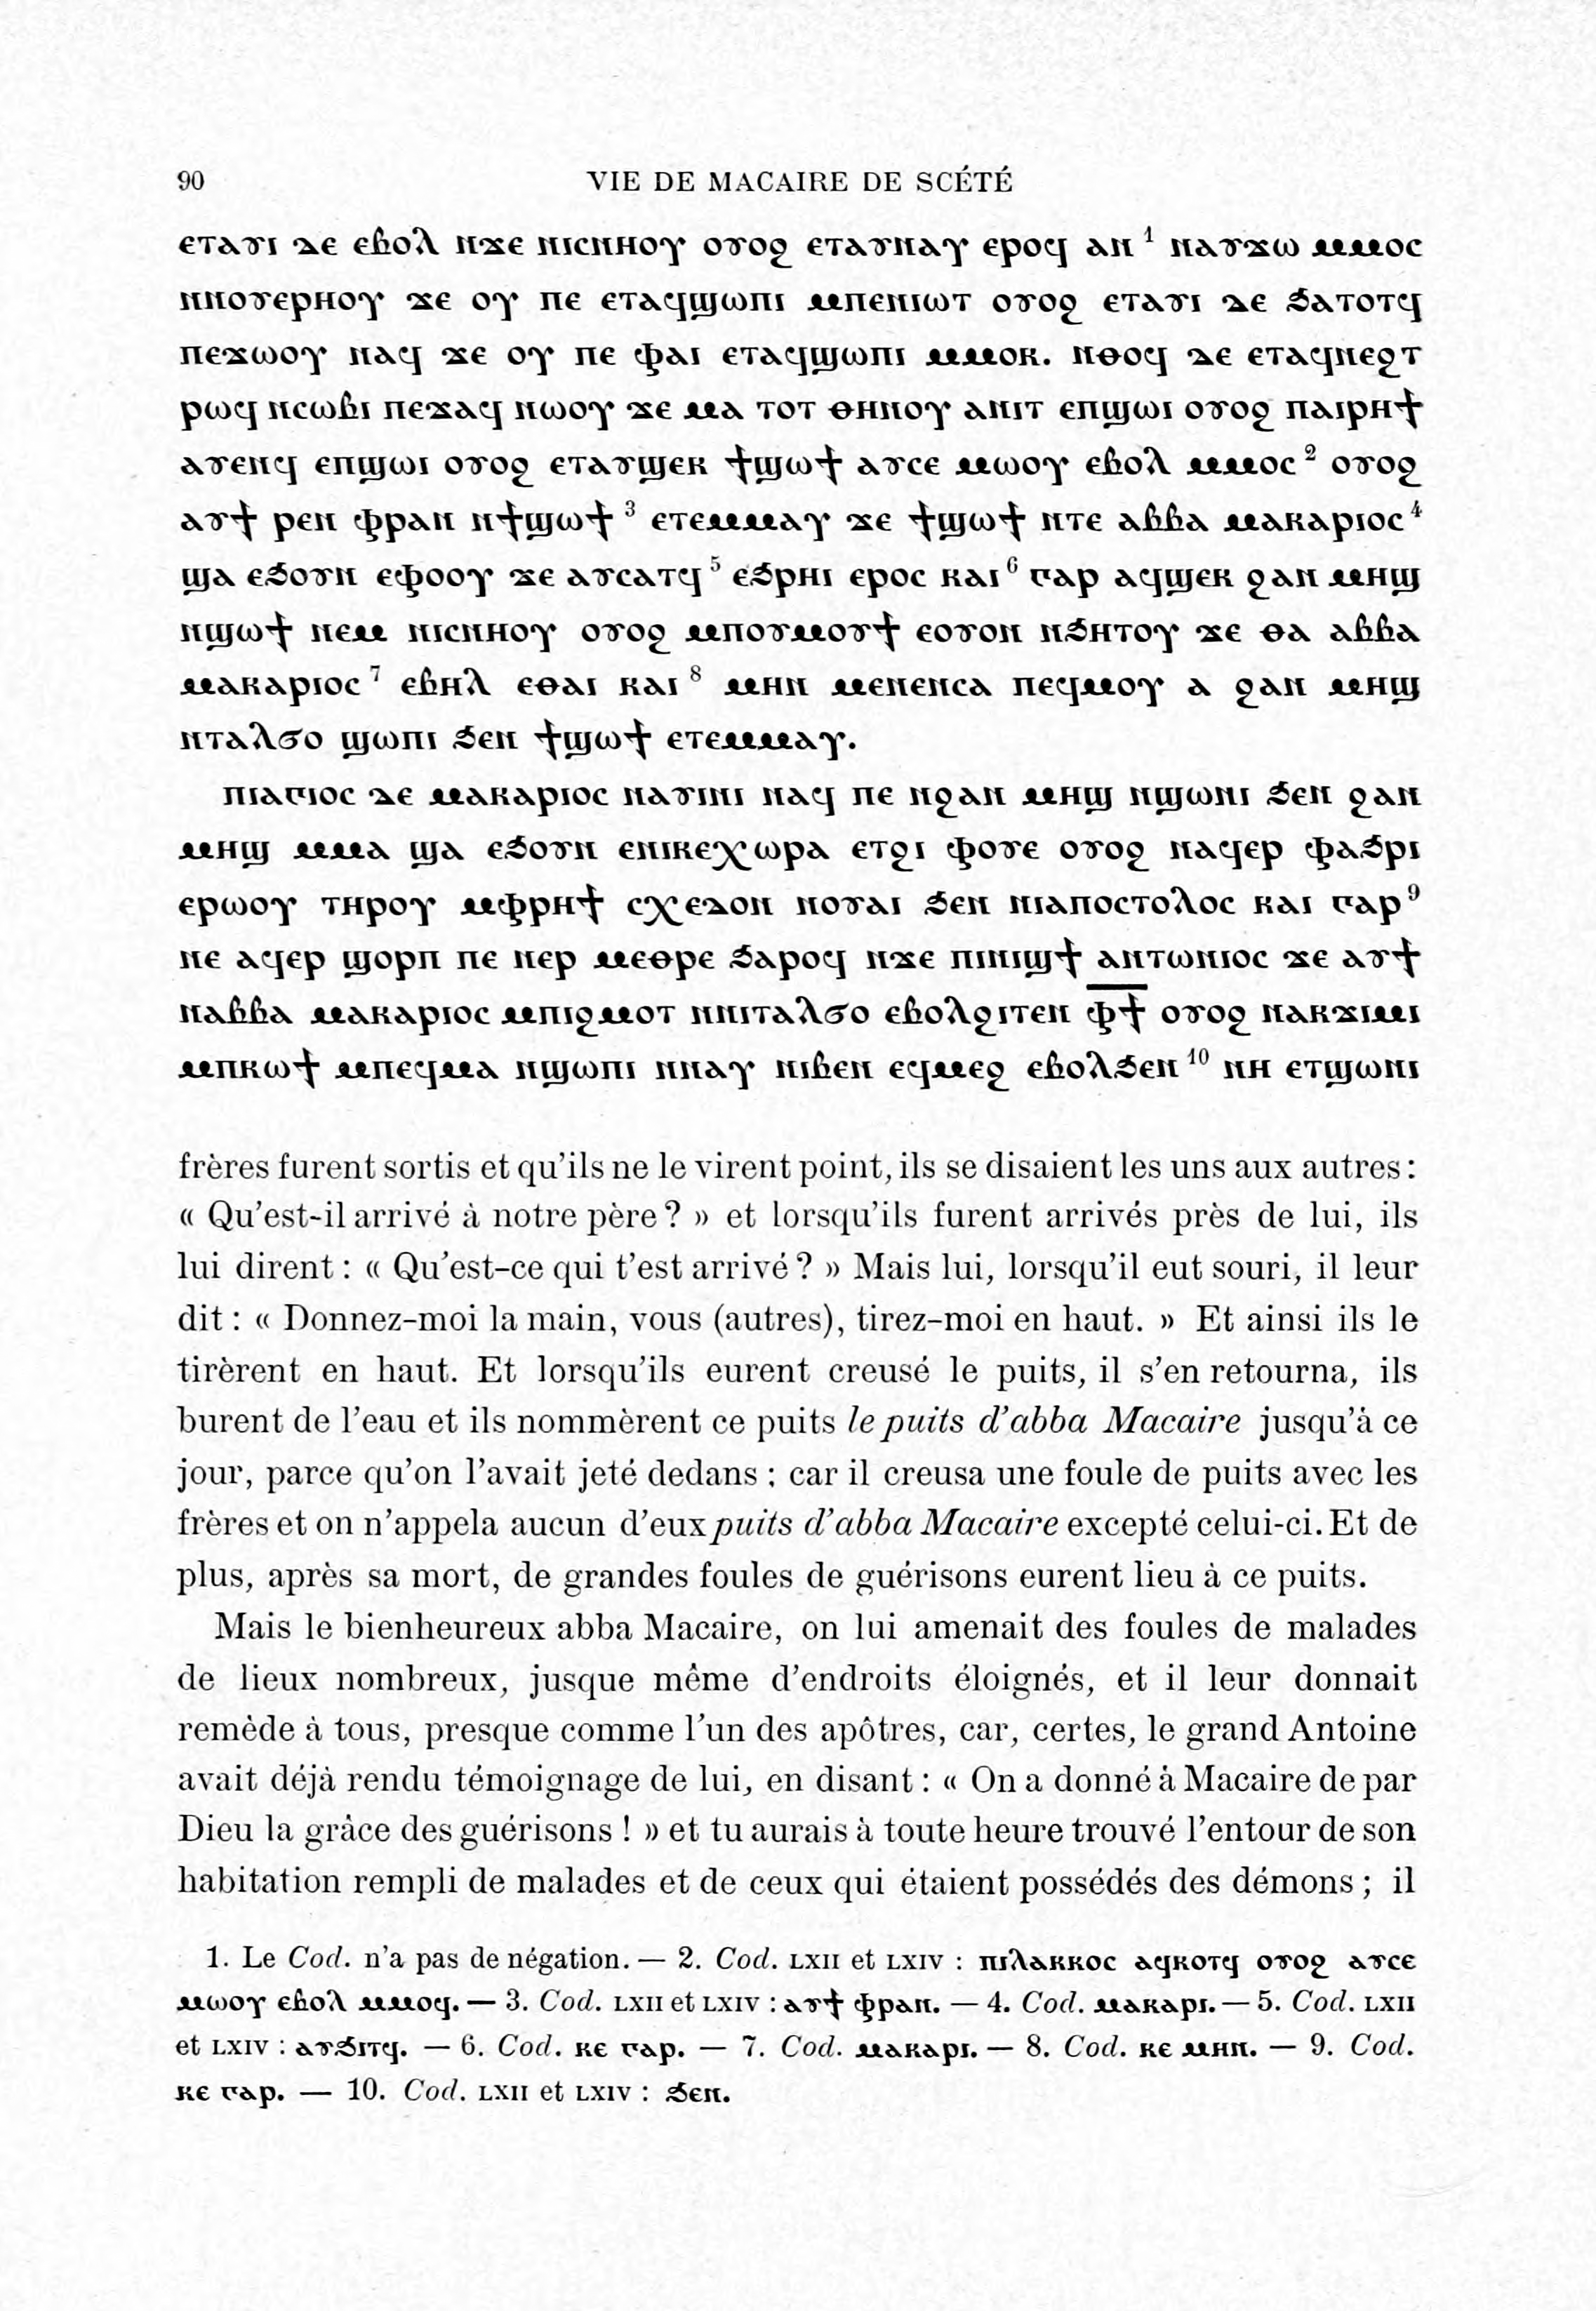 90 VIE DE MACAIRE DE SCÉTÉ
ⲉⲧⲁⲩⲓ ⲇⲉ ⲉⲃⲟⲗ ⲛϫⲉ ⲛⲓⲥⲛⲏⲟⲩ ⲟⲩⲟϩ ⲉⲧⲁⲩⲛⲁⲩ ⲉⲣⲟϥ ⲁⲛ ¹ ⲛⲁⲩϫⲱ ⲙⲙⲟⲥ
ⲛⲛⲟⲩⲉⲣⲏⲟⲩ ϫⲉ ⲟⲩ ⲡⲉ ⲉⲧⲁϥϣⲱⲡⲓ ⲙⲡⲉⲛⲓⲱⲧ ⲟⲩⲟϩ ⲉⲧⲁⲩⲓ ⲇⲉ ϧⲁⲧⲟⲧϥ
ⲡⲉϫⲱⲟⲩ ⲛⲁϥ ϫⲉ ⲟⲩ ⲡⲉ ⲫⲁⲓ ⲉⲧⲁϥϣⲱⲡⲓ ⲙⲙⲟⲕ. ⲛⲑⲟϥ ⲇⲉ ⲉⲧⲁϥⲛⲉϩⲧ
ⲣⲱϥ ⲛⲥⲱⲃⲓ ⲡⲉϫⲁϥ ⲛⲱⲟⲩ ϫⲉ ⲙⲁ ⲧⲟⲧ ⲑⲏⲛⲟⲩ ⲁⲛⲓⲧ ⲉⲡϣⲱⲓ ⲟⲩⲟϩ ⲡⲁⲓⲣⲏϯ
ⲁⲩⲉⲛϥ ⲉⲡϣⲱⲓ ⲟⲩⲟϩ ⲉⲧⲁⲩϣⲉⲕ ϯϣⲱϯ ⲁⲩⲥⲉ ⲙⲱⲟⲩ ⲉⲃⲟⲗ ⲙⲙⲟⲥ ² ⲟⲩⲟϩ
ⲁⲩϯ ⲣⲉⲛ ⲫⲣⲁⲛ ⲛϯϣⲱϯ ³ ⲉⲧⲉⲙⲙⲁⲩ ϫⲉ ϯϣⲱϯ ⲛⲧⲉ ⲁⲃⲃⲁ ⲙⲁⲕⲁⲣⲓⲟⲥ ⁴
ϣⲁ ⲉϧⲟⲩⲛ ⲉⲫⲟⲟⲩ ϫⲉ ⲁⲩⲥⲁⲧϥ ⁵ ⲉϧⲣⲏⲓ ⲉⲣⲟⲥ ⲕⲁⲓ ⁶ ⲅⲁⲣ ⲁϥϣⲉⲕ ϩⲁⲛ ⲙⲏϣ
ⲛϣⲱϯ ⲛⲉⲙ ⲛⲓⲥⲛⲏⲟⲩ ⲟⲩⲟϩ ⲙⲡⲟⲩⲙⲟⲩϯ ⲉⲟⲩⲟⲛ ⲛϧⲏⲧⲟⲩ ϫⲉ ⲑⲁ ⲁⲃⲃⲁ
ⲙⲁⲕⲁⲣⲓⲟⲥ ⁷ ⲉⲃⲏⲗ ⲉⲑⲁⲓ ⲕⲁⲓ ⁸ ⲙⲏⲛ ⲙⲉⲛⲉⲛⲥⲁ ⲡⲉϥⲙⲟⲩ ⲁ ϩⲁⲛ ⲙⲏϣ
ⲛⲧⲁⲗϭⲟ ϣⲱⲡⲓ ϧⲉⲛ ϯϣⲱϯ ⲉⲧⲉⲙⲙⲁⲩ.
ⲡⲓⲁⲅⲓⲟⲥ ⲇⲉ ⲙⲁⲕⲁⲣⲓⲟⲥ ⲛⲁⲩⲓⲛⲓ ⲛⲁϥ ⲡⲉ ⲛϩⲁⲛ ⲙⲏϣ ⲛϣⲱⲛⲓ ϧⲉⲛ ϩⲁⲛ
ⲙⲏϣ ⲙⲙⲁ ϣⲁ ⲉϧⲟⲩⲛ ⲉⲛⲓⲕⲉⲭⲱⲣⲁ ⲉⲧϩⲓ ⲫⲟⲩⲉ ⲟⲩⲟϩ ⲛⲁϥⲉⲣ ⲫⲁϧⲣⲓ
ⲉⲣⲱⲟⲩ ⲧⲏⲣⲟⲩ ⲙⲫⲣⲏϯ ⲥⲭⲉⲇⲟⲛ ⲛⲟⲩⲁⲓ ϧⲉⲛ ⲛⲓⲁⲡⲟⲥⲧⲟⲗⲟⲥ ⲕⲁⲓ ⲅⲁⲣ ⁹
ⲛⲉ ⲁϥⲉⲣ ϣⲟⲣⲡ ⲡⲉ ⲛⲉⲣ ⲙⲉⲑⲣⲉ ϧⲁⲣⲟϥ ⲛϫⲉ ⲡⲓⲛⲓϣϯ ⲁⲛⲧⲱⲛⲓⲟⲥ ϫⲉ ⲁⲩϯ
ⲛⲁⲃⲃⲁ ⲙⲁⲕⲁⲣⲓⲟⲥ ⲙⲡⲓϩⲙⲟⲧ ⲛⲛⲓⲧⲁⲗϭⲟ ⲉⲃⲟⲗϩⲓⲧⲉⲛ ⲫ̅ϯ̅ ⲟⲩⲟϩ ⲛⲁⲕϫⲓⲙⲓ
ⲙⲡⲕⲱϯ ⲙⲡⲉϥⲙⲁ ⲛϣⲱⲡⲓ ⲛⲛⲁⲩ ⲛⲓⲃⲉⲛ ⲉϥⲙⲉϩ ⲉⲃⲟⲗϧⲉⲛ ¹⁰ ⲛⲏ ⲉⲧϣⲱⲛⲓ
frères furent sortis et qu'ils ne le virent point, ils se disaient les uns aux autres :
« Qu'est-il arrivé à notre père ? » et lorsqu'ils furent arrivés près de lui, ils
lui dirent : « Qu'est-ce qui t'est arrivé ? » Mais lui, lorsqu'il eut souri, il leur
dit : « Donnez-moi la main, vous (autres), tirez-moi en haut. » Et ainsi ils le
tirèrent en haut. Et lorsqu'ils eurent creusé le puits, il s'en retourna, ils
burent de l'eau et ils nommèrent ce puits le puits d'abba Macaire jusqu'à ce
jour, parce qu'on l'avait jeté dedans ; car il creusa une foule de puits avec les
frères et on n'appela aucun d'eux puits d'abba Macaire excepté celui-ci. Et de
plus, après sa mort, de grandes foules de guérisons eurent lieu à ce puits.
Mais le bienheureux abba Macaire, on lui amenait des foules de malades
de lieux nombreux, jusque même d'endroits éloignés, et il leur donnait
remède à tous, presque comme l'un des apôtres, car, certes, le grand Antoine
avait déjà rendu témoignage de lui, en disant : « On a donné à Macaire de par
Dieu la grâce des guérisons ! » et tu aurais à toute heure trouvé l'entour de son
habitation rempli de malades et de ceux qui étaient possédés des démons ; il
1. Le Cod. n'a pas de négation. — 2. Cod. LXII et LXIV : ⲡⲓⲗⲁⲕⲕⲟⲥ ⲁϥⲕⲟⲧϥ ⲟⲩⲟϩ ⲁⲩⲥⲉ
ⲙⲱⲟⲩ ⲉⲃⲟⲗ ⲙⲙⲟϥ. — 3. Cod. LXII et LXIV : ⲁⲩϯ ⲫⲣⲁⲛ. — 4. Cod. ⲙⲁⲕⲁⲣⲓ. — 5. Cod. LXII
et LXIV : ⲁⲩϩⲓⲧϥ. — 6. Cod. ⲕⲉ ⲅⲁⲣ. — 7. Cod. ⲙⲁⲕⲁⲣⲓ. — 8. Cod. ⲕⲉ ⲙⲏⲛ. — 9. Cod.
ⲕⲉ ⲅⲁⲣ. — 10. Cod. LXII et LXIV : ϧⲉⲛ.